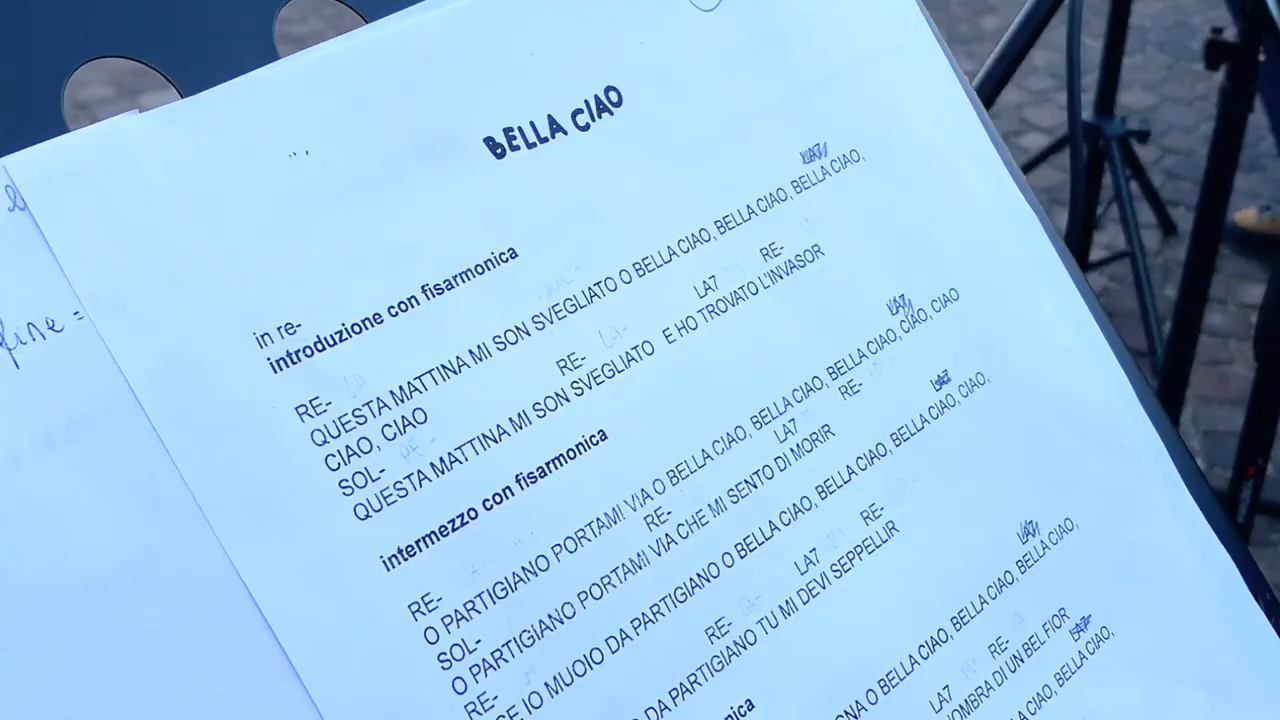 BELLA CIAO
in re-
introduzione con fisarmonica
RE- LA7
QUESTA MATTINA MI SON SVEGLIATO O BELLA CIAO, BELLA CIAO, BELLA CIAO,
CIAO, CIAO
SOL- RE- LA7 RE-
QUESTA MATTINA MI SON SVEGLIATO E HO TROVATO L'INVASOR
intermezzo con fisarmonica
RE- LA7
O PARTIGIANO PORTAMI VIA O BELLA CIAO, BELLA CIAO, BELLA CIAO, CIAO, CIAO
SOL- RE- LA7 RE-
O PARTIGIANO PORTAMI VIA CHE MI SENTO DI MORIR
RE- LA7
SE IO MUOIO DA PARTIGIANO O BELLA CIAO, BELLA CIAO, BELLA CIAO, CIAO,
RE- LA7 RE-
DA PARTIGIANO TU MI DEVI SEPPELLIR
LA7
O BELLA CIAO, BELLA CIAO, BELLA CIAO,
LA7 RE-
OMBRA DI UN BEL FIOR
LA7
CIAO, BELLA CIAO,
fine =